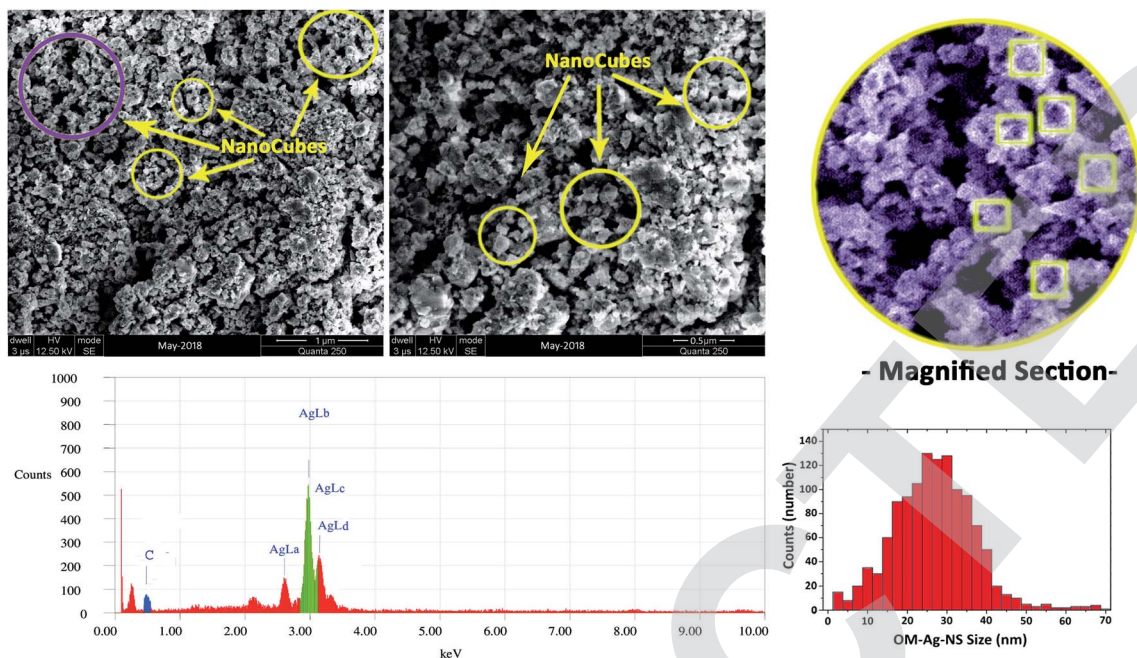 NanoCubes
dwell HV mode 1 µm
3 µs 12.50 kV SE May-2018 Quanta 250
NanoCubes
dwell HV mode 0.5µm
3 µs 12.50 kV SE May-2018 Quanta 250
- Magnified Section-
1000
900
800
700
600
500
400
300
200
100
0
Counts
AgLb
AgLc
AgLd
AgLa
C
0.00 1.00 2.00 3.00 4.00 5.00 6.00 7.00 8.00 9.00 10.00
keV
140
120
100
80
60
40
20
0
Counts (number)
0 10 20 30 40 50 60 70
OM-Ag-NS Size (nm)